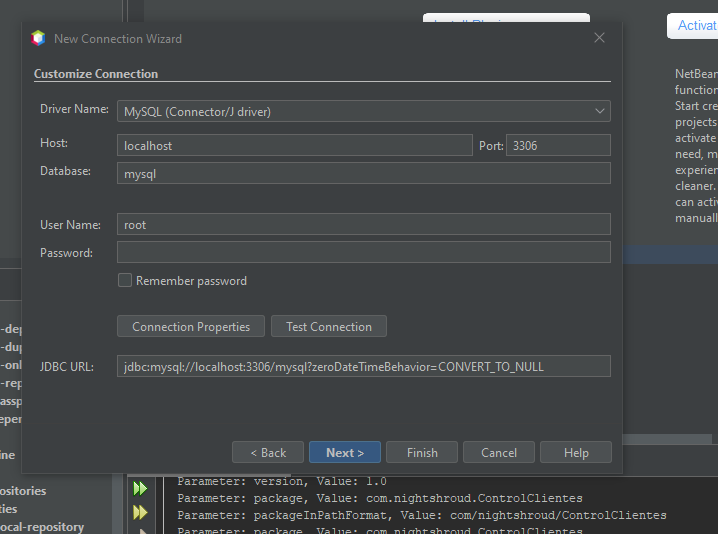 Activat
New Connection Wizard
Customize Connection
Driver Name: MySQL (Connector/J driver)
Host: localhost Port: 3306
Database: mysql
User Name: root
Password:
Remember password
Connection Properties Test Connection
JDBC URL: jdbc:mysql://localhost:3306/mysql?zeroDateTimeBehavior=CONVERT_TO_NULL
< Back Next > Finish Cancel Help
NetBean
function
Start cre
projects
activate
need, m
experien
cleaner.
can activ
manuall
-dep
-dup
-onl
-rep
assp
eper
ne
ositories
ties
ocal-repository
Parameter: version, Value: 1.0
Parameter: package, Value: com.nightshroud.ControlClientes
Parameter: packageInPathFormat, Value: com/nightshroud/ControlClientes
Parameter: package, Value: com.nightshroud.ControlClientes